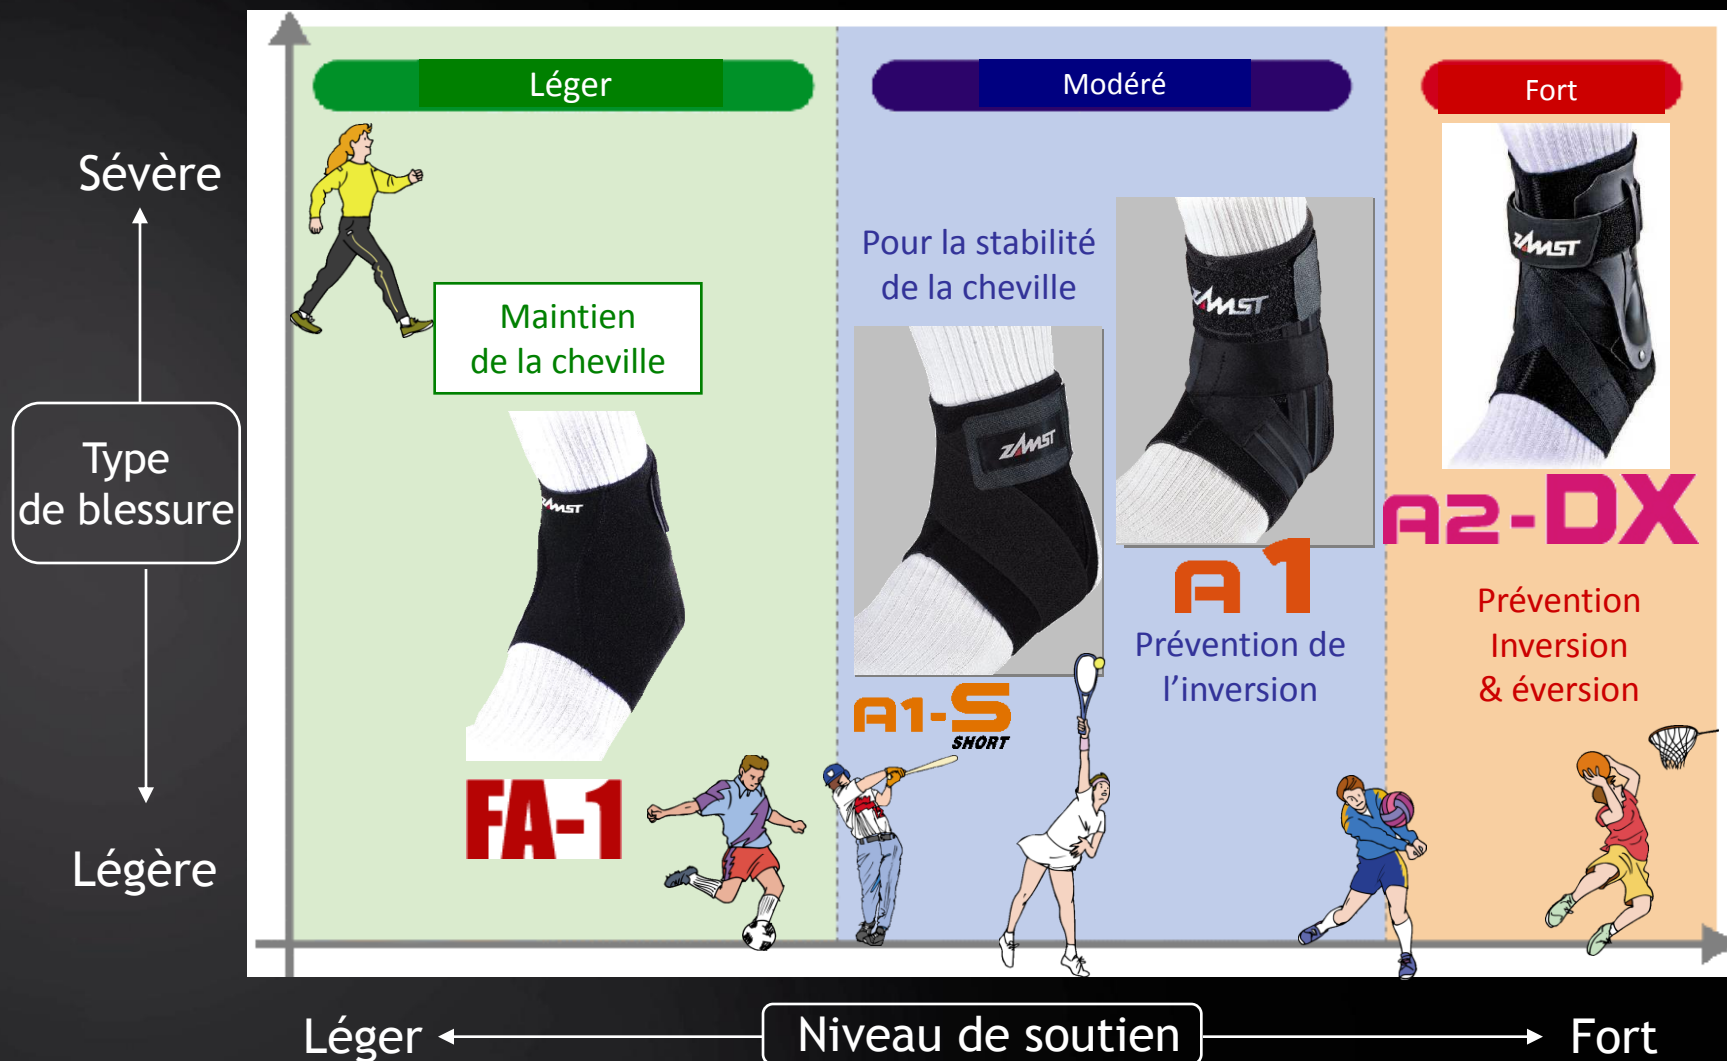 Léger
Modéré
Fort
Sévère
Type
de blessure
Légère
Maintien
de la cheville
ZAMST
FA-1
Pour la stabilité
de la cheville
ZAMST
A1-S
SHORT
ZAMST
A1
Prévention de
l’inversion
ZAMST
A2-DX
Prévention
Inversion
& éversion
Léger
Niveau de soutien
Fort